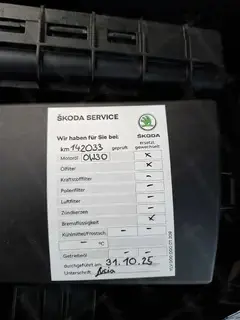 ŠKODA SERVICE
ŠKODA
Wir haben für Sie bei:
km 142033 geprüft ersetzt gewechselt
Motoröl 0W30 x
Ölfilter x
Kraftstofffilter –
Pollenfilter –
Luftfilter –
Zündkerzen –
Bremsflüssigkeit x
Kühlmittel/Frostsch. – –
– °C – –
Getriebeöl –
durchgeführt am: 31.10.25
Unterschrift: